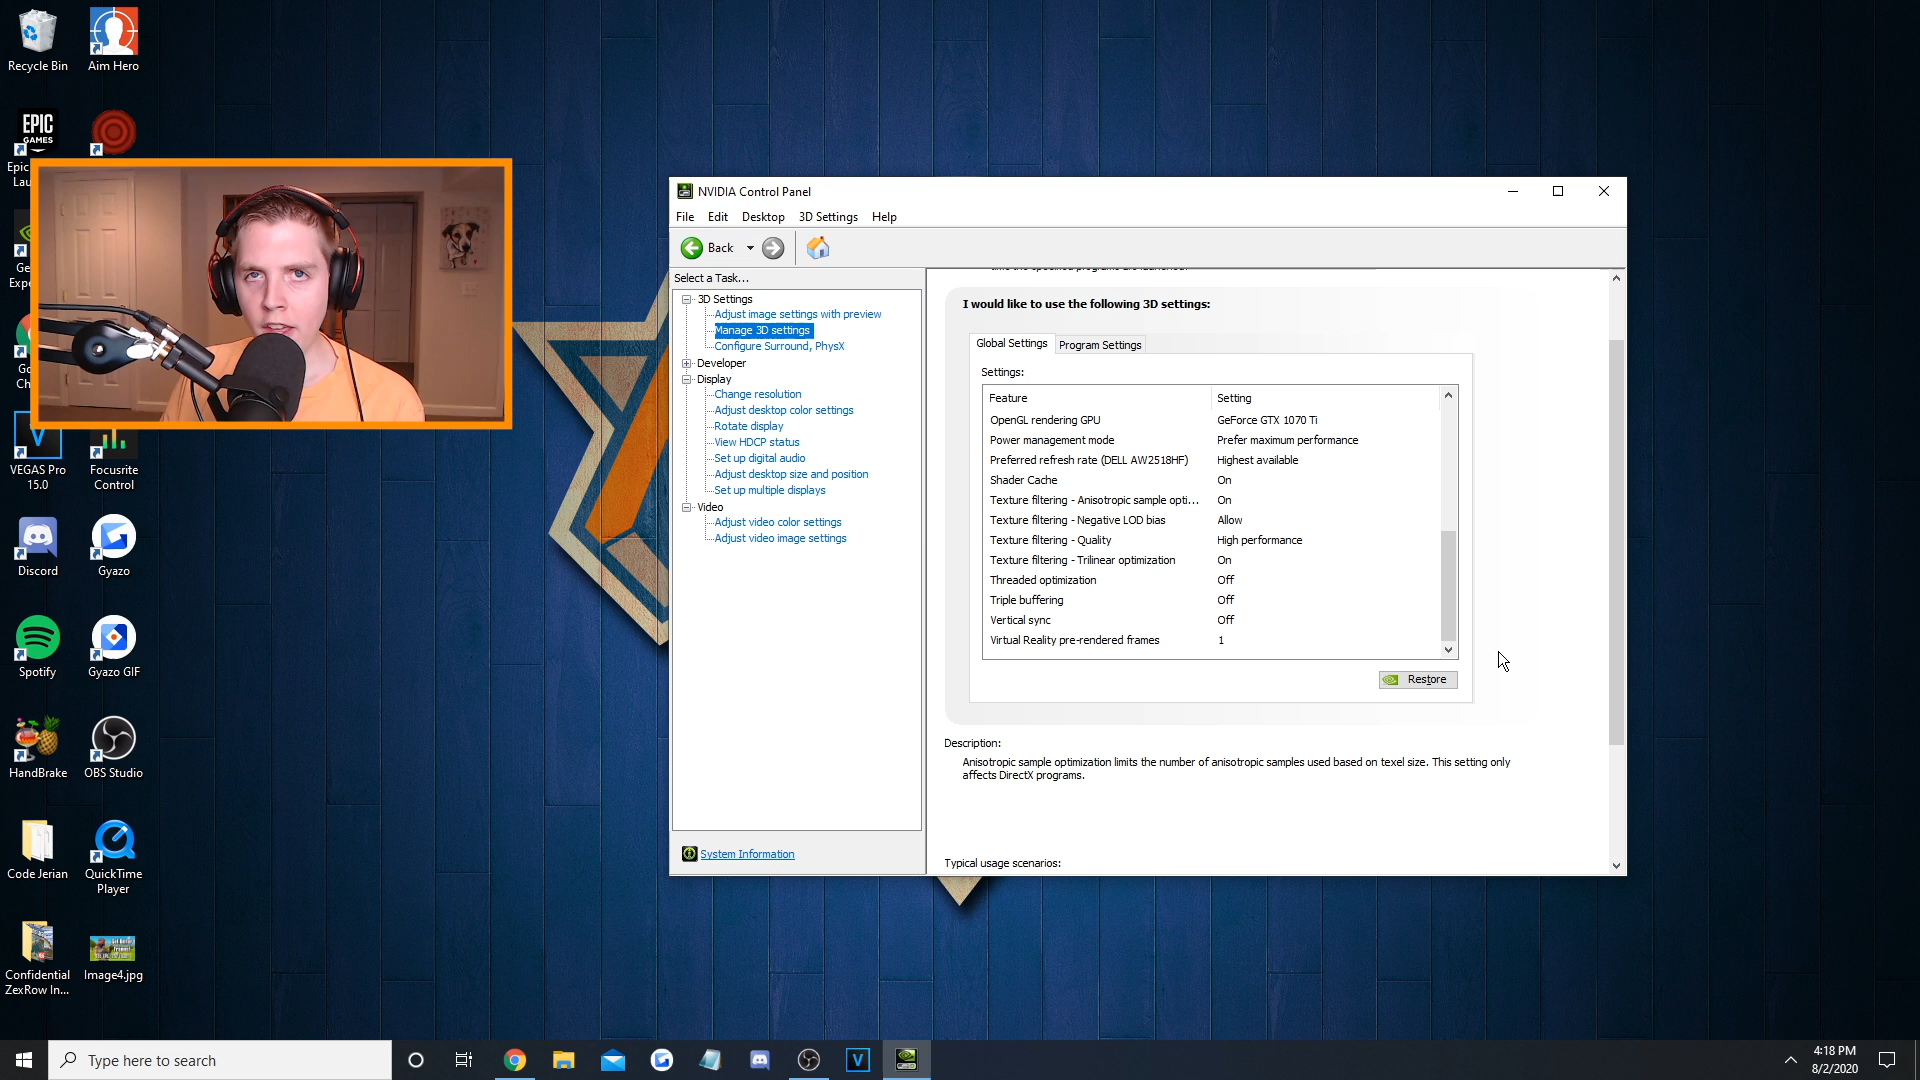 Recycle Bin
Aim Hero
EPIC
GAMES
Epic
Lau
Ge
Exp
Go
Ch
VEGAS Pro
15.0
Focusrite
Control
Discord
Gyazo
Spotify
Gyazo GIF
HandBrake
OBS Studio
Code Jerian
QuickTime
Player
Confidential
ZexRow In...
Image4.jpg
NVIDIA Control Panel
File Edit Desktop 3D Settings Help
Back
Select a Task...
3D Settings
Adjust image settings with preview
Manage 3D settings
Configure Surround, PhysX
Developer
Display
Change resolution
Adjust desktop color settings
Rotate display
View HDCP status
Set up digital audio
Adjust desktop size and position
Set up multiple displays
Video
Adjust video color settings
Adjust video image settings
System Information
I would like to use the following 3D settings:
Global Settings Program Settings
Settings:
Feature Setting
OpenGL rendering GPU GeForce GTX 1070 Ti
Power management mode Prefer maximum performance
Preferred refresh rate (DELL AW2518HF) Highest available
Shader Cache On
Texture filtering - Anisotropic sample opti... On
Texture filtering - Negative LOD bias Allow
Texture filtering - Quality High performance
Texture filtering - Trilinear optimization On
Threaded optimization Off
Triple buffering Off
Vertical sync Off
Virtual Reality pre-rendered frames 1
Restore
Description:
Anisotropic sample optimization limits the number of anisotropic samples used based on texel size. This setting only
affects DirectX programs.
Typical usage scenarios:
Type here to search
4:18 PM
8/2/2020